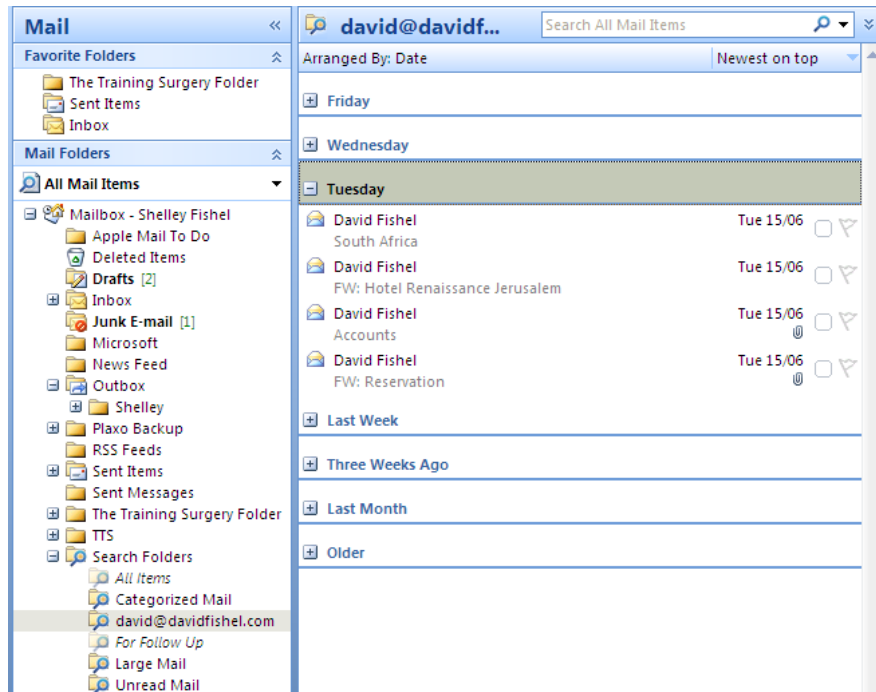 Mail
Favorite Folders
The Training Surgery Folder
Sent Items
Inbox
Mail Folders
All Mail Items
Mailbox - Shelley Fishel
Apple Mail To Do
Deleted Items
Drafts [2]
Inbox
Junk E-mail [1]
Microsoft
News Feed
Outbox
Shelley
Plaxo Backup
RSS Feeds
Sent Items
Sent Messages
The Training Surgery Folder
TTS
Search Folders
All Items
Categorized Mail
david@davidfishel.com
For Follow Up
Large Mail
Unread Mail
david@davidf...
Search All Mail Items
Arranged By: Date
Newest on top
Friday
Wednesday
Tuesday
David Fishel Tue 15/06
South Africa
David Fishel Tue 15/06
FW: Hotel Renaissance Jerusalem
David Fishel Tue 15/06
Accounts
David Fishel Tue 15/06
FW: Reservation
Last Week
Three Weeks Ago
Last Month
Older